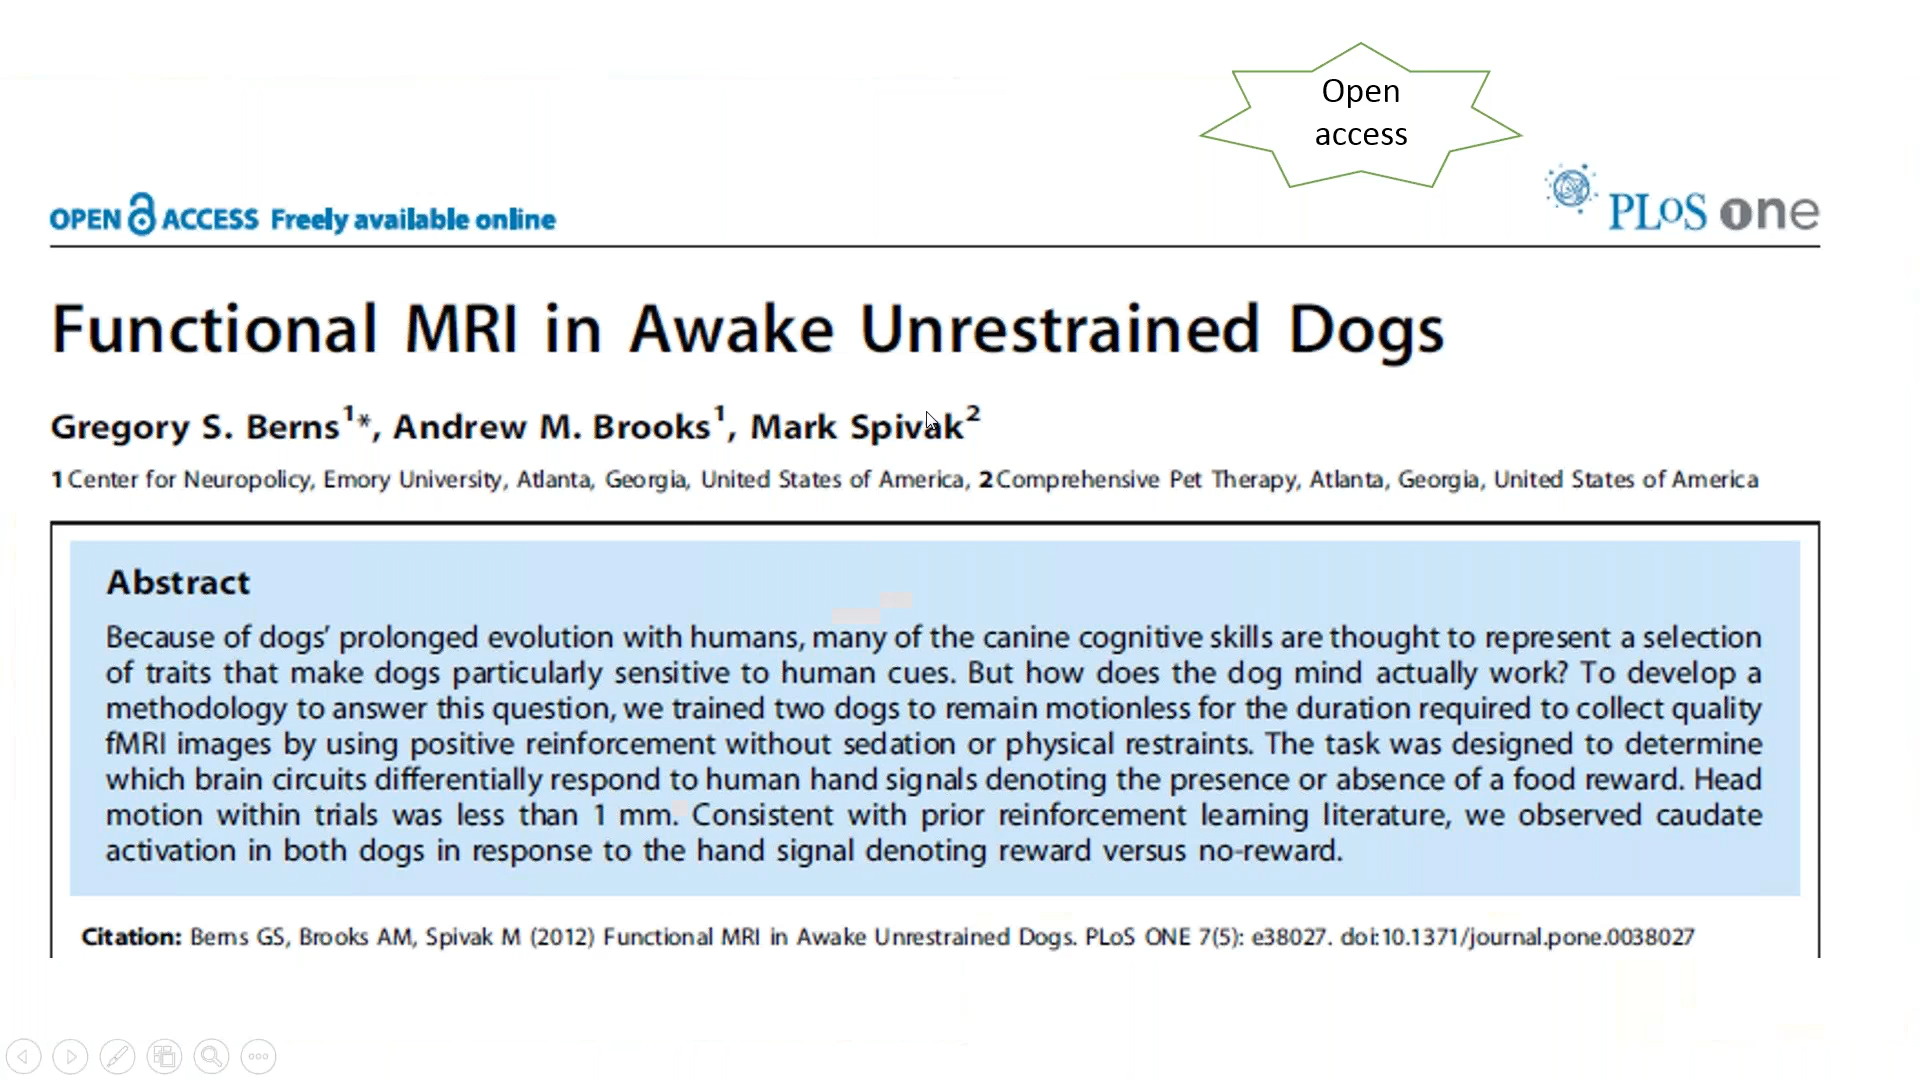 Open
access
OPEN ACCESS Freely available online
PLoS one
Functional MRI in Awake Unrestrained Dogs
Gregory S. Berns1*, Andrew M. Brooks1, Mark Spivak2
1 Center for Neuropolicy, Emory University, Atlanta, Georgia, United States of America, 2 Comprehensive Pet Therapy, Atlanta, Georgia, United States of America
Abstract
Because of dogs’ prolonged evolution with humans, many of the canine cognitive skills are thought to represent a selection
of traits that make dogs particularly sensitive to human cues. But how does the dog mind actually work? To develop a
methodology to answer this question, we trained two dogs to remain motionless for the duration required to collect quality
fMRI images by using positive reinforcement without sedation or physical restraints. The task was designed to determine
which brain circuits differentially respond to human hand signals denoting the presence or absence of a food reward. Head
motion within trials was less than 1 mm. Consistent with prior reinforcement learning literature, we observed caudate
activation in both dogs in response to the hand signal denoting reward versus no-reward.
Citation: Berns GS, Brooks AM, Spivak M (2012) Functional MRI in Awake Unrestrained Dogs. PLoS ONE 7(5): e38027. doi:10.1371/journal.pone.0038027